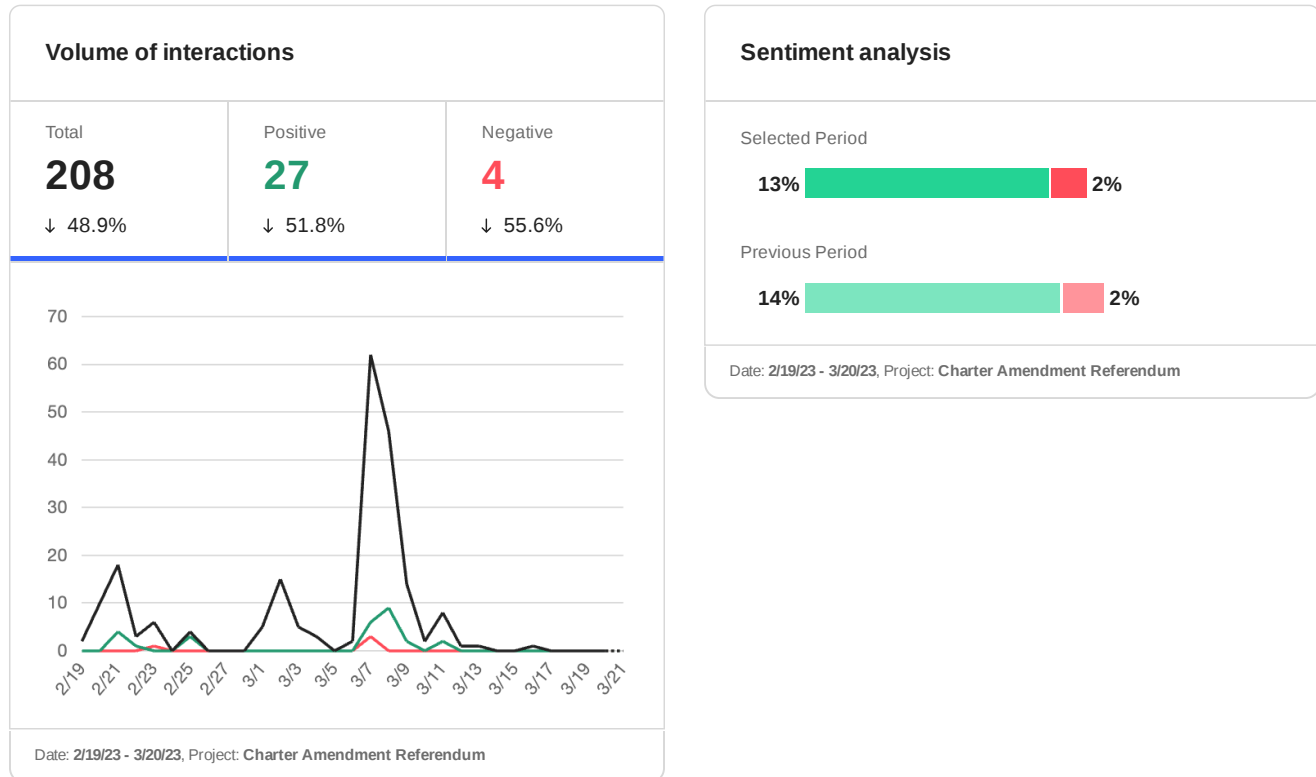 Volume of interactions
Total
208
↓ 48.9%
Positive
27
↓ 51.8%
Negative
4
↓ 55.6%
70
60
50
40
30
20
10
0
2/19 2/21 2/23 2/25 2/27 3/1 3/3 3/5 3/7 3/9 3/11 3/13 3/15 3/17 3/19 3/21
Date: 2/19/23 - 3/20/23, Project: Charter Amendment Referendum
Sentiment analysis
Selected Period
13% 2%
Previous Period
14% 2%
Date: 2/19/23 - 3/20/23, Project: Charter Amendment Referendum